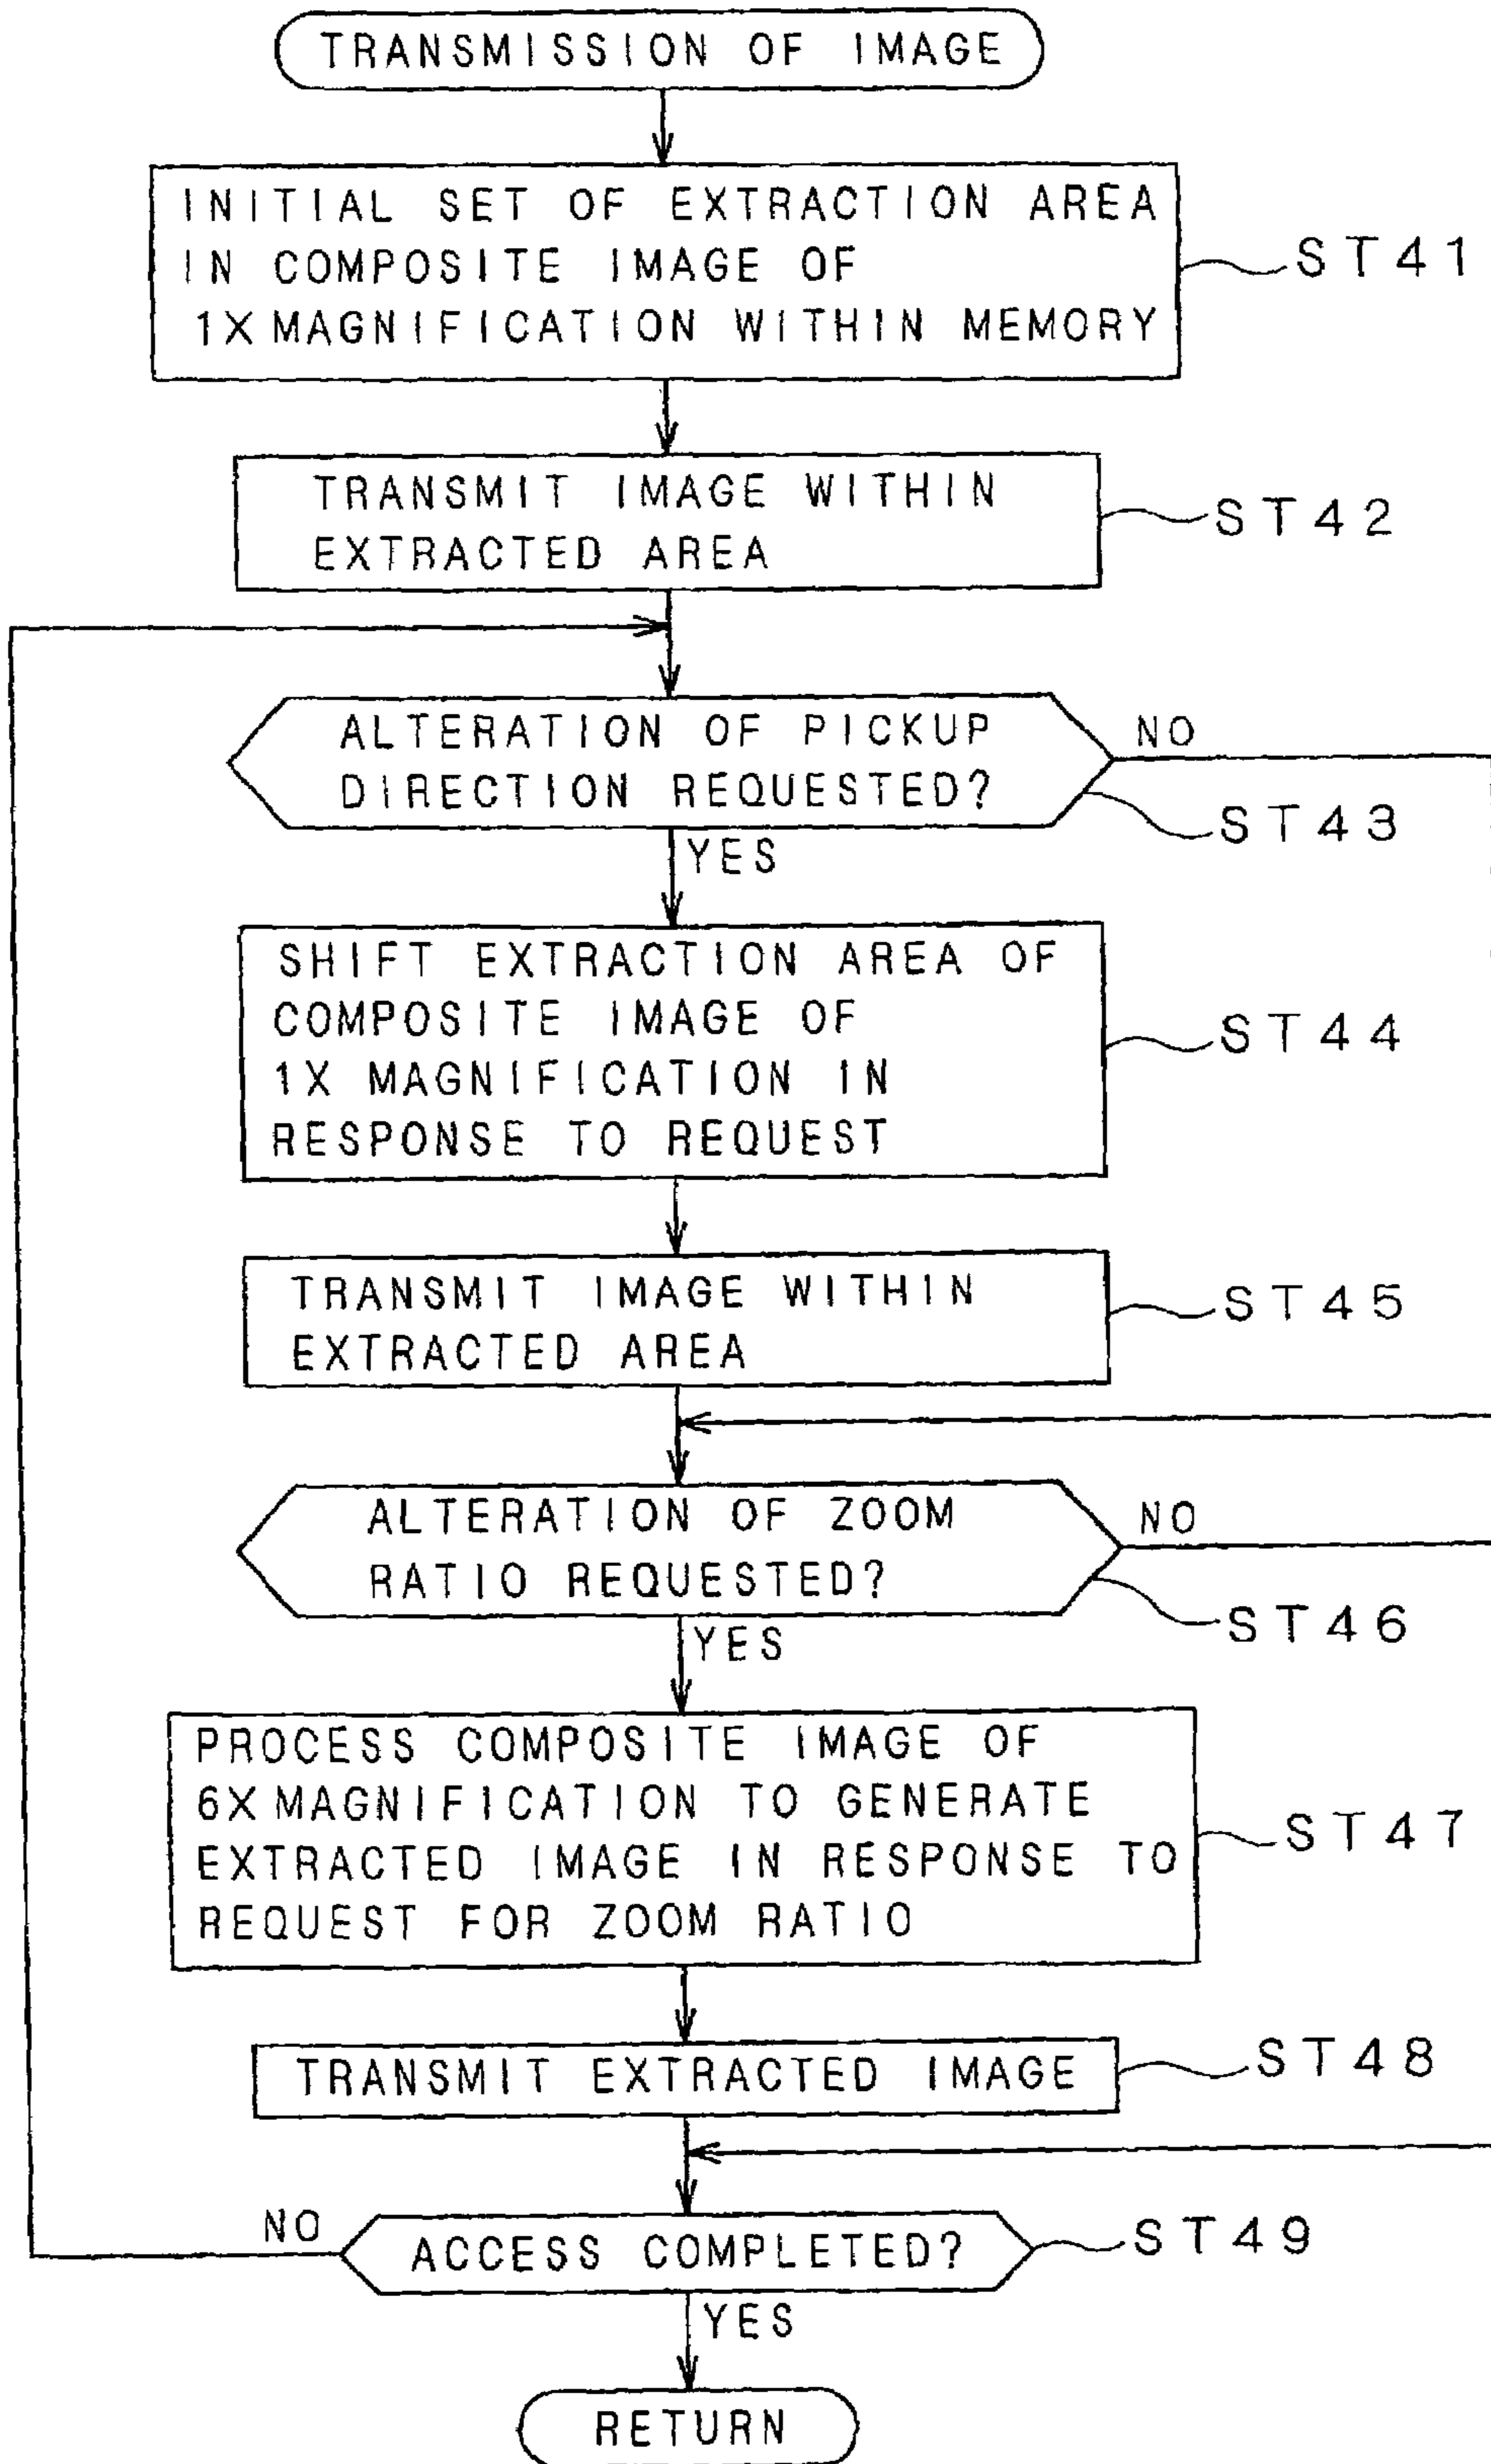 TRANSMISSION OF IMAGE
INITIAL SET OF EXTRACTION AREA
IN COMPOSITE IMAGE OF
1X MAGNIFICATION WITHIN MEMORY
ST41
TRANSMIT IMAGE WITHIN
EXTRACTED AREA
ST42
ALTERATION OF PICKUP
DIRECTION REQUESTED?
NO
ST43
YES
SHIFT EXTRACTION AREA OF
COMPOSITE IMAGE OF
1X MAGNIFICATION IN
RESPONSE TO REQUEST
ST44
TRANSMIT IMAGE WITHIN
EXTRACTED AREA
ST45
ALTERATION OF ZOOM
RATIO REQUESTED?
NO
ST46
YES
PROCESS COMPOSITE IMAGE OF
6X MAGNIFICATION TO GENERATE
EXTRACTED IMAGE IN RESPONSE TO
REQUEST FOR ZOOM RATIO
ST47
TRANSMIT EXTRACTED IMAGE
ST48
NO
ACCESS COMPLETED?
ST49
YES
RETURN